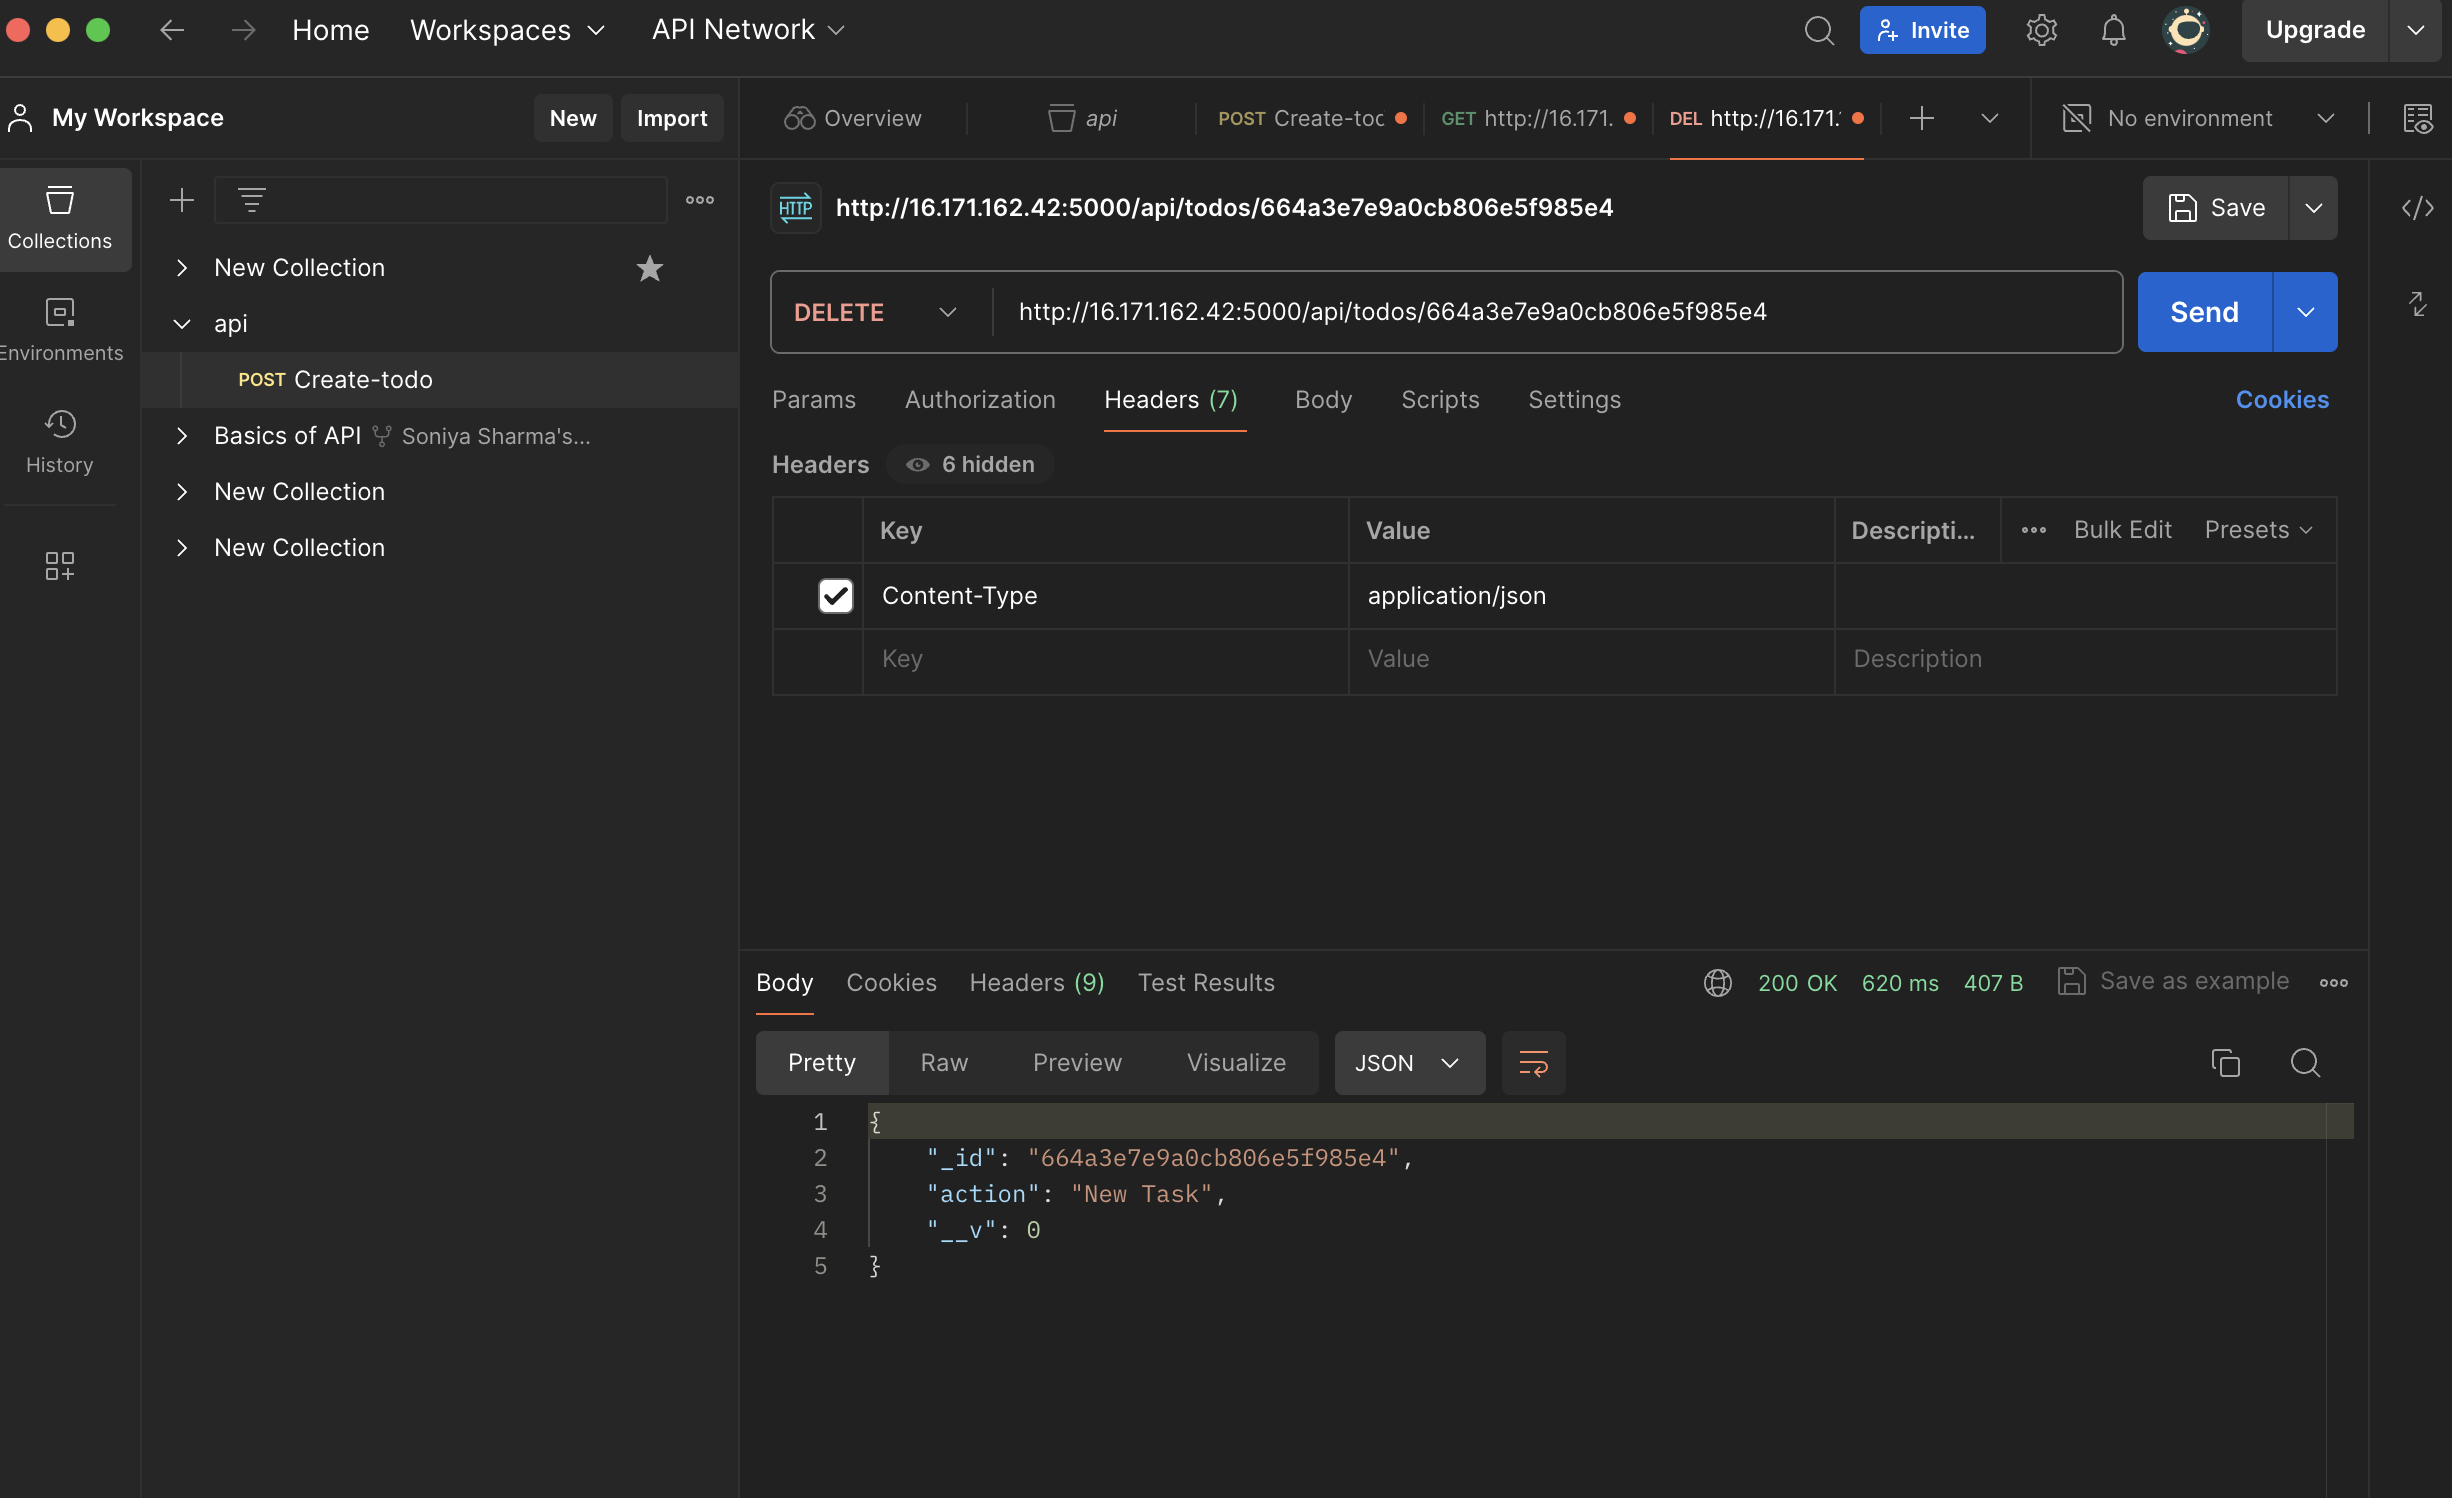 Home Workspaces API Network Invite Upgrade
My Workspace New Import
Overview api POST Create-toc GET http://16.171. DEL http://16.171. No environment
Collections
Environments
History
New Collection
api
POST Create-todo
Basics of API Soniya Sharma's...
New Collection
New Collection
HTTP http://16.171.162.42:5000/api/todos/664a3e7e9a0cb806e5f985e4 Save
DELETE http://16.171.162.42:5000/api/todos/664a3e7e9a0cb806e5f985e4 Send
Params Authorization Headers (7) Body Scripts Settings Cookies
Headers 6 hidden
Key Value Descripti... Bulk Edit Presets
Content-Type application/json
Key Value Description
Body Cookies Headers (9) Test Results 200 OK 620 ms 407 B Save as example
Pretty Raw Preview Visualize JSON
1 {
2 "_id": "664a3e7e9a0cb806e5f985e4",
3 "action": "New Task",
4 "__v": 0
5 }